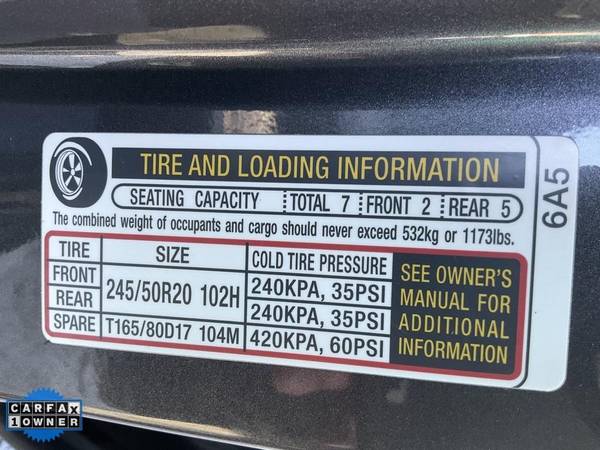 TIRE AND LOADING INFORMATION
SEATING CAPACITY TOTAL 7 FRONT 2 REAR 5
The combined weight of occupants and cargo should never exceed 532kg or 1173lbs.
TIRE SIZE COLD TIRE PRESSURE
FRONT 245/50R20 102H 240KPA, 35PSI
REAR 240KPA, 35PSI
SPARE T165/80D17 104M 420KPA, 60PSI
SEE OWNER'S
MANUAL FOR
ADDITIONAL
INFORMATION
6A5
CARFAX
1 OWNER